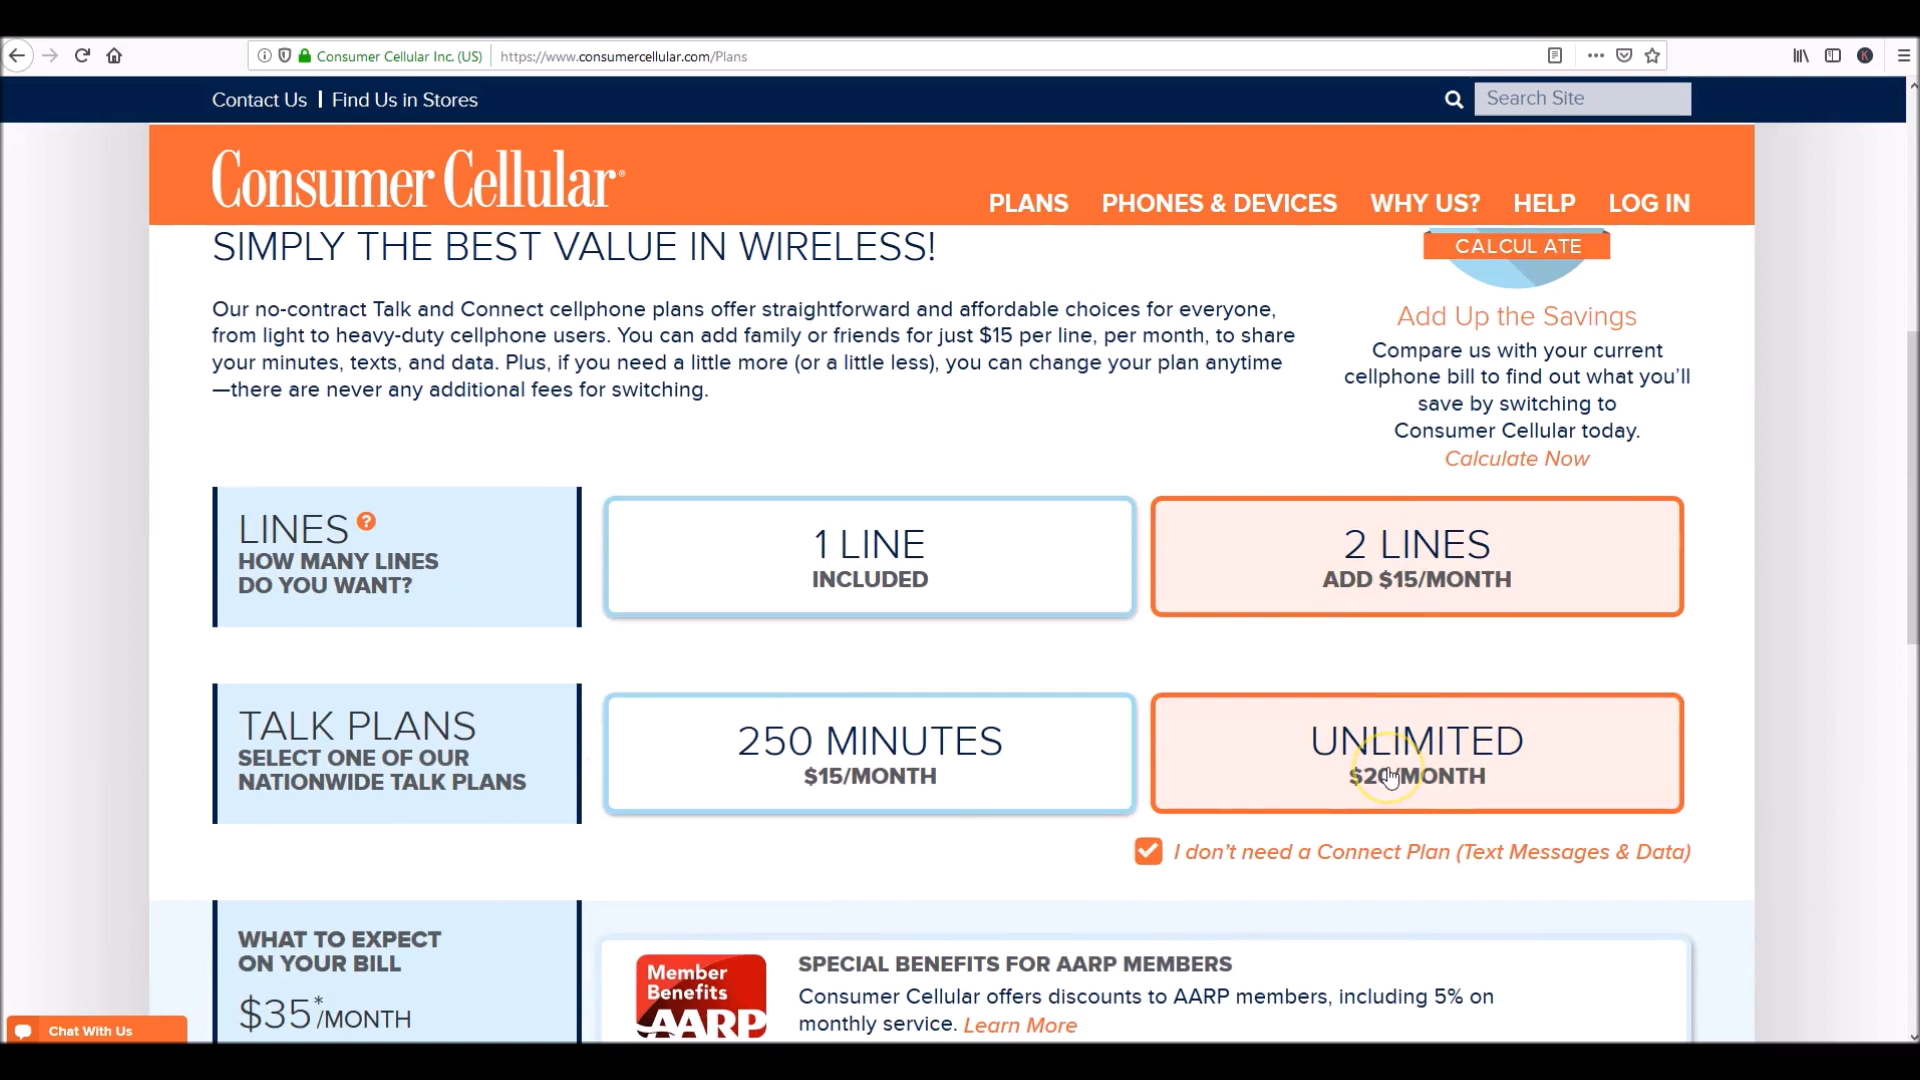 Consumer Cellular Inc. (US)
https://www.consumercellular.com/Plans
K
Contact Us | Find Us in Stores
Search Site
Consumer Cellular®
PLANS
PHONES & DEVICES
WHY US?
HELP
LOG IN
SIMPLY THE BEST VALUE IN WIRELESS!
Our no-contract Talk and Connect cellphone plans offer straightforward and affordable choices for everyone,
from light to heavy-duty cellphone users. You can add family or friends for just $15 per line, per month, to share
your minutes, texts, and data. Plus, if you need a little more (or a little less), you can change your plan anytime
—there are never any additional fees for switching.
CALCULATE
Add Up the Savings
Compare us with your current
cellphone bill to find out what you'll
save by switching to
Consumer Cellular today.
Calculate Now
LINES ?
HOW MANY LINES
DO YOU WANT?
1 LINE
INCLUDED
2 LINES
ADD $15/MONTH
TALK PLANS
SELECT ONE OF OUR
NATIONWIDE TALK PLANS
250 MINUTES
$15/MONTH
UNLIMITED
$20/MONTH
I don't need a Connect Plan (Text Messages & Data)
WHAT TO EXPECT
ON YOUR BILL
$35*/MONTH
Member
Benefits
AARP
SPECIAL BENEFITS FOR AARP MEMBERS
Consumer Cellular offers discounts to AARP members, including 5% on
monthly service. Learn More
Chat With Us